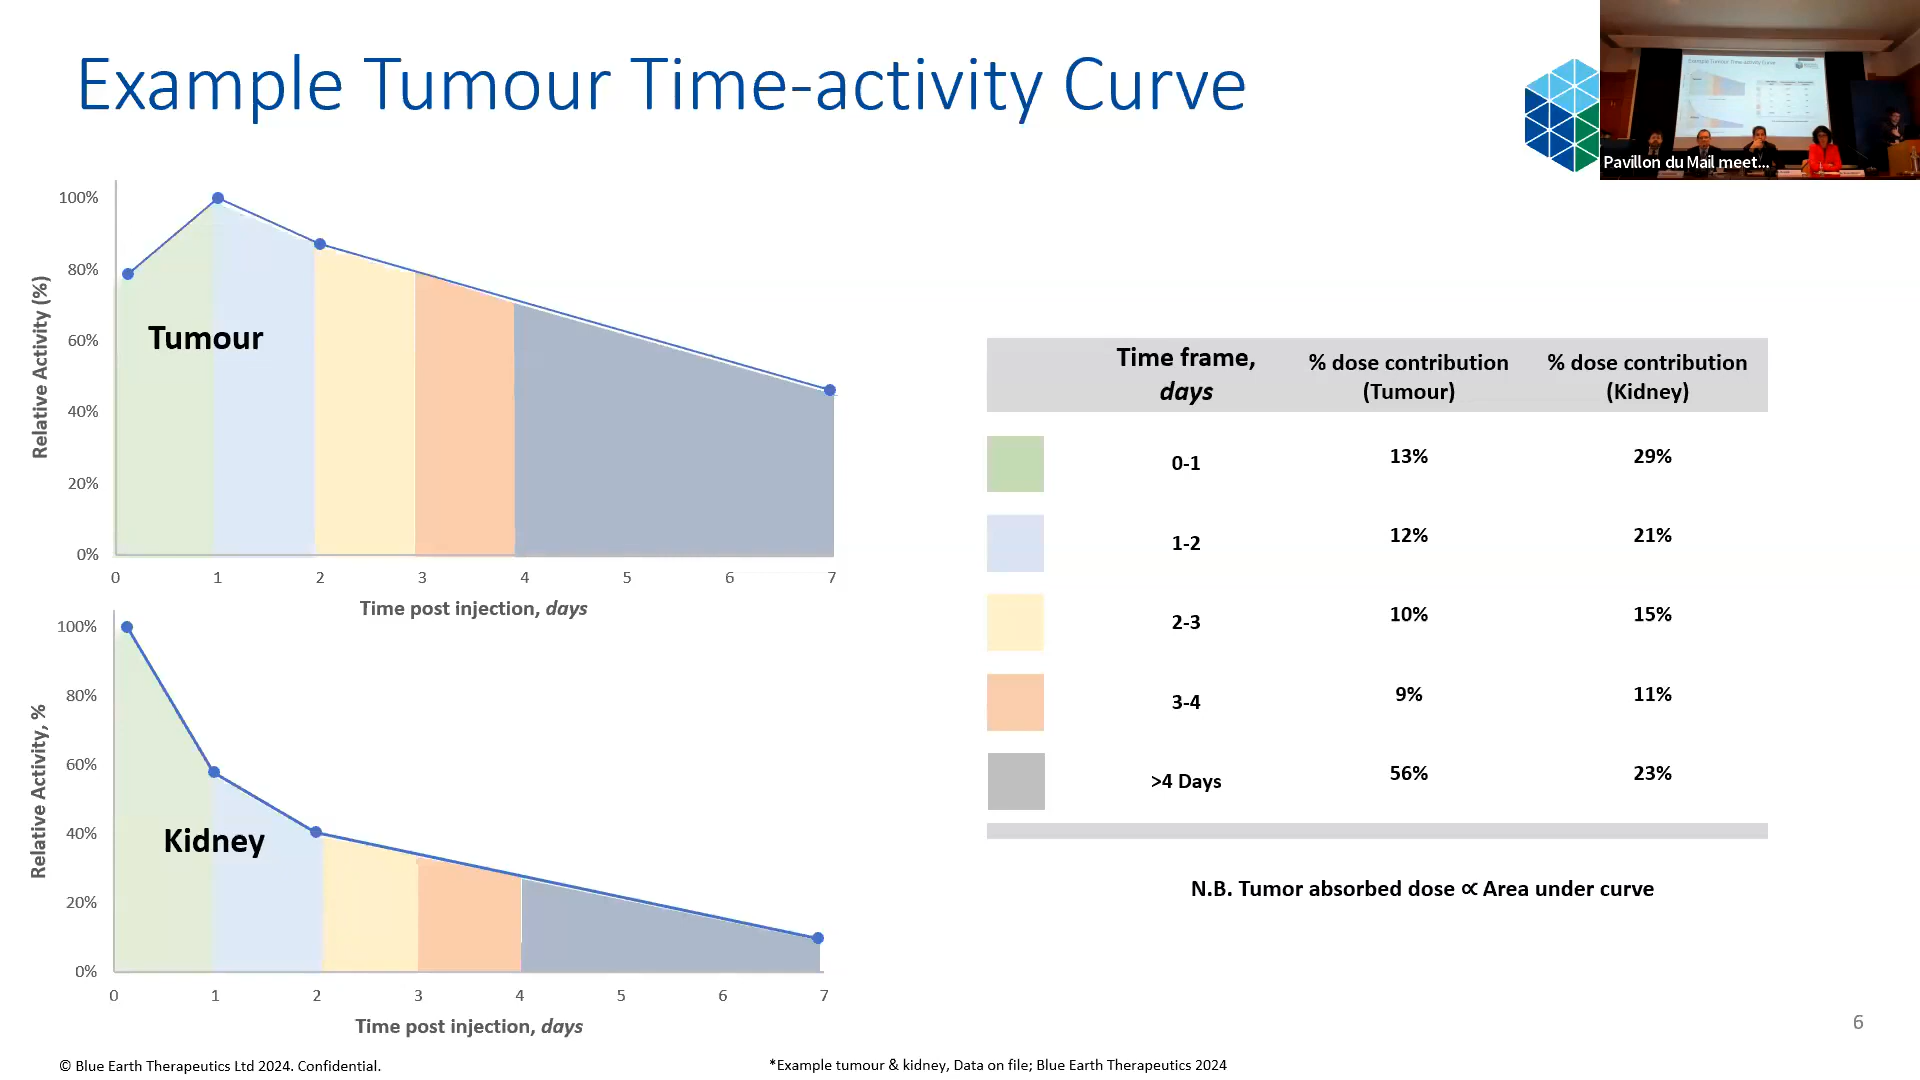 Example Tumour Time-activity Curve
Pavillon du Mail meet...
Relative Activity (%)
100%
80%
60%
40%
20%
0%
Tumour
0 1 2 3 4 5 6 7
Time post injection, days
Relative Activity, %
100%
80%
60%
40%
20%
0%
Kidney
0 1 2 3 4 5 6 7
Time post injection, days
Time frame, days
% dose contribution (Tumour)
% dose contribution (Kidney)
0-1 13% 29%
1-2 12% 21%
2-3 10% 15%
3-4 9% 11%
>4 Days 56% 23%
N.B. Tumor absorbed dose ∝ Area under curve
6
© Blue Earth Therapeutics Ltd 2024. Confidential.
*Example tumour & kidney, Data on file; Blue Earth Therapeutics 2024